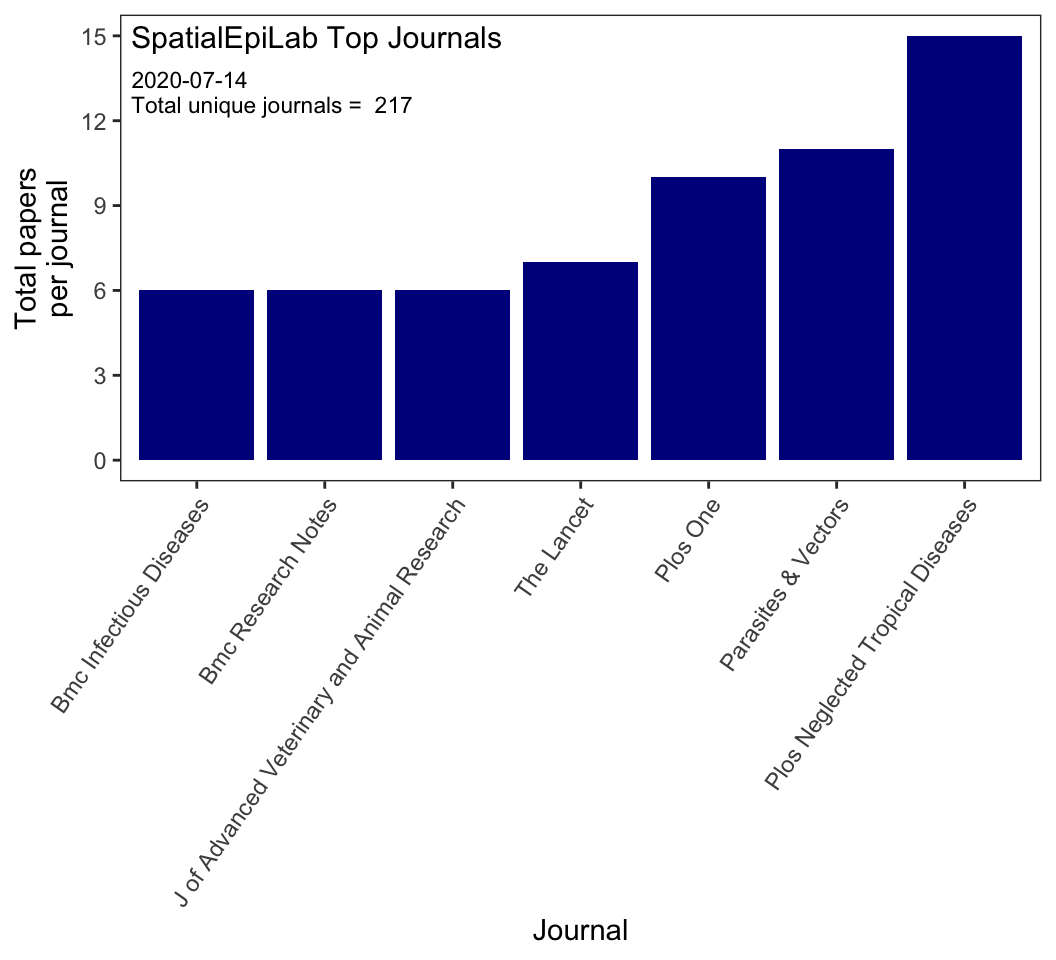 SpatialEpiLab Top Journals
2020-07-14
Total unique journals =  217
Total papers
per journal
15
12
9
6
3
0
Bmc Infectious Diseases
Bmc Research Notes
J of Advanced Veterinary and Animal Research
The Lancet
Plos One
Parasites & Vectors
Plos Neglected Tropical Diseases
Journal